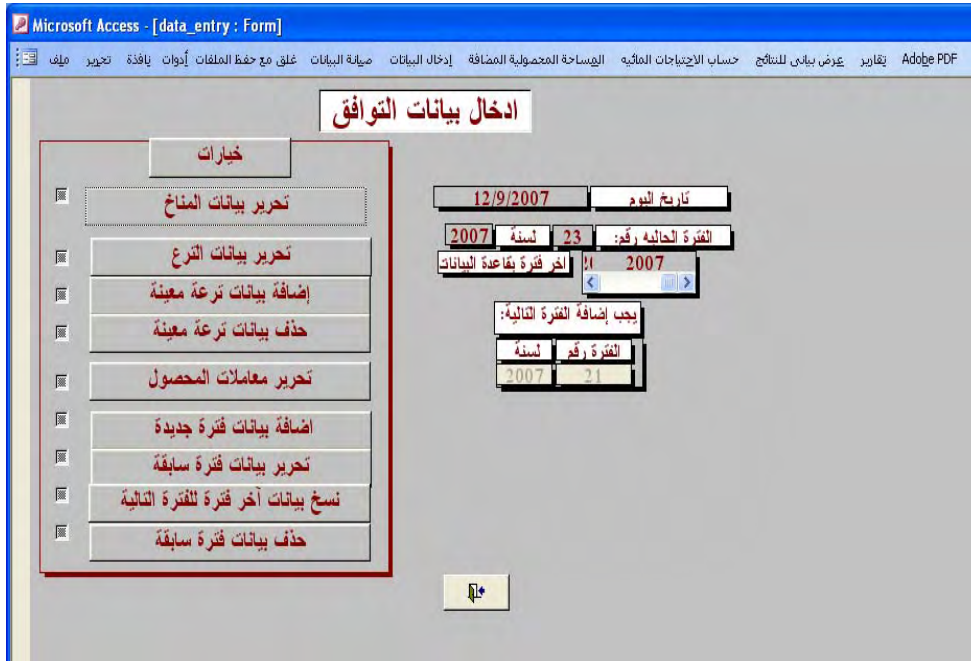 Microsoft Access - [data_entry : Form]
ملف تحرير نافذة أدوات غلق مع حفظ الملفات صيانة البيانات إدخال البيانات المساحة المحصولية المضافة حساب الاحتياجات المائيه عرض بيانى للنتائج تقارير Adobe PDF
ادخال بيانات التوافق
خيارات
تحرير بيانات المناخ
تحرير بيانات الترع
إضافة بيانات ترعة معينة
حذف بيانات ترعة معينة
تحرير معاملات المحصول
اضافة بيانات فترة جديدة
تحرير بيانات فترة سابقة
نسخ بيانات آخر فترة للفترة التالية
حذف بيانات فترة سابقة
تاريخ اليوم 12/9/2007
الفترة الحاليه رقم: 23 لسنة 2007
اخر فترة بقاعدة البيانات 2007
يجب إضافة الفترة التالية:
الفترة رقم لسنة
21 2007